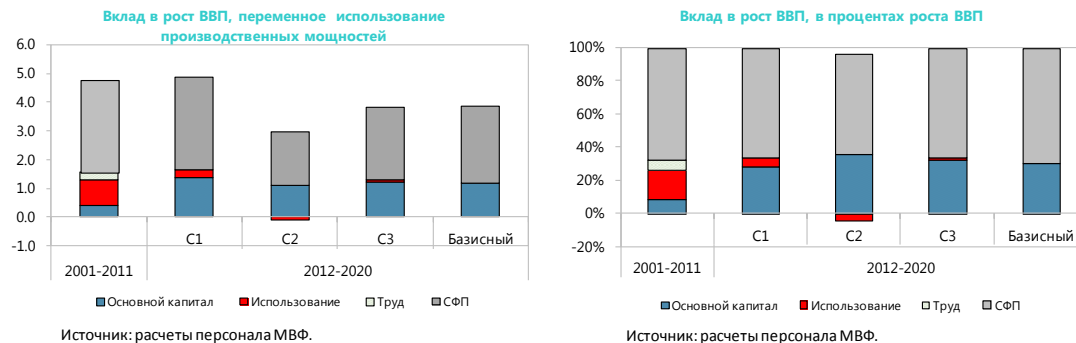 Вклад в рост ВВП, переменное использование
производственных мощностей
6.0
5.0
4.0
3.0
2.0
1.0
0.0
-1.0
С1
С2
С3
Базисный
2001-2011
2012-2020
Основной капитал
Использование
Труд
СФП
Источник: расчеты персонала МВФ.
Вклад в рост ВВП, в процентах роста ВВП
100%
80%
60%
40%
20%
0%
-20%
С1
С2
С3
Базисный
2001-2011
2012-2020
Основной капитал
Использование
Труд
СФП
Источник: расчеты персонала МВФ.